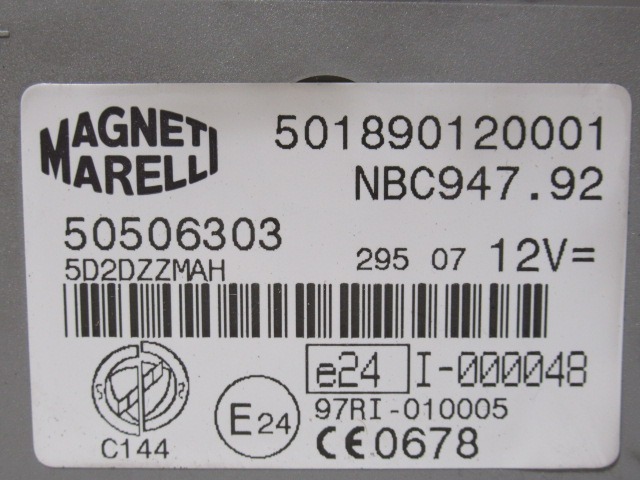 MAGNETI
MARELLI
501890120001
NBC947.92
50506303
5D2DZZMAH
295 07 12V=
e24 I-000048
97RI-010005
E24
C144
CE0678